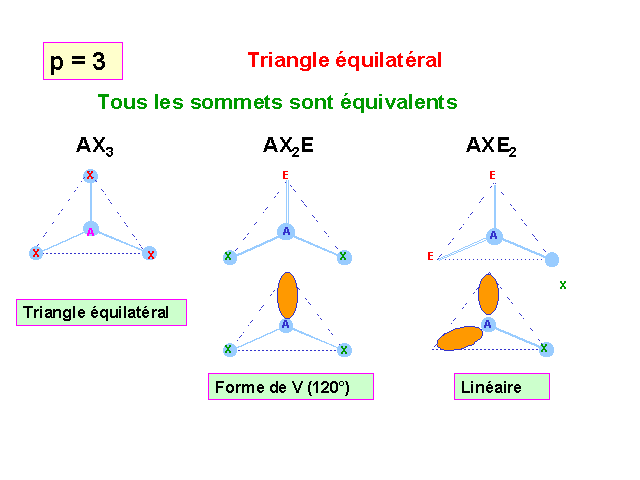 p = 3
Triangle équilatéral
Tous les sommets sont équivalents
AX3
AX2E
AXE2
X
A
X
X
E
A
X
X
E
A
E
X
Triangle équilatéral
A
X
X
A
X
Forme de V (120°)
Linéaire